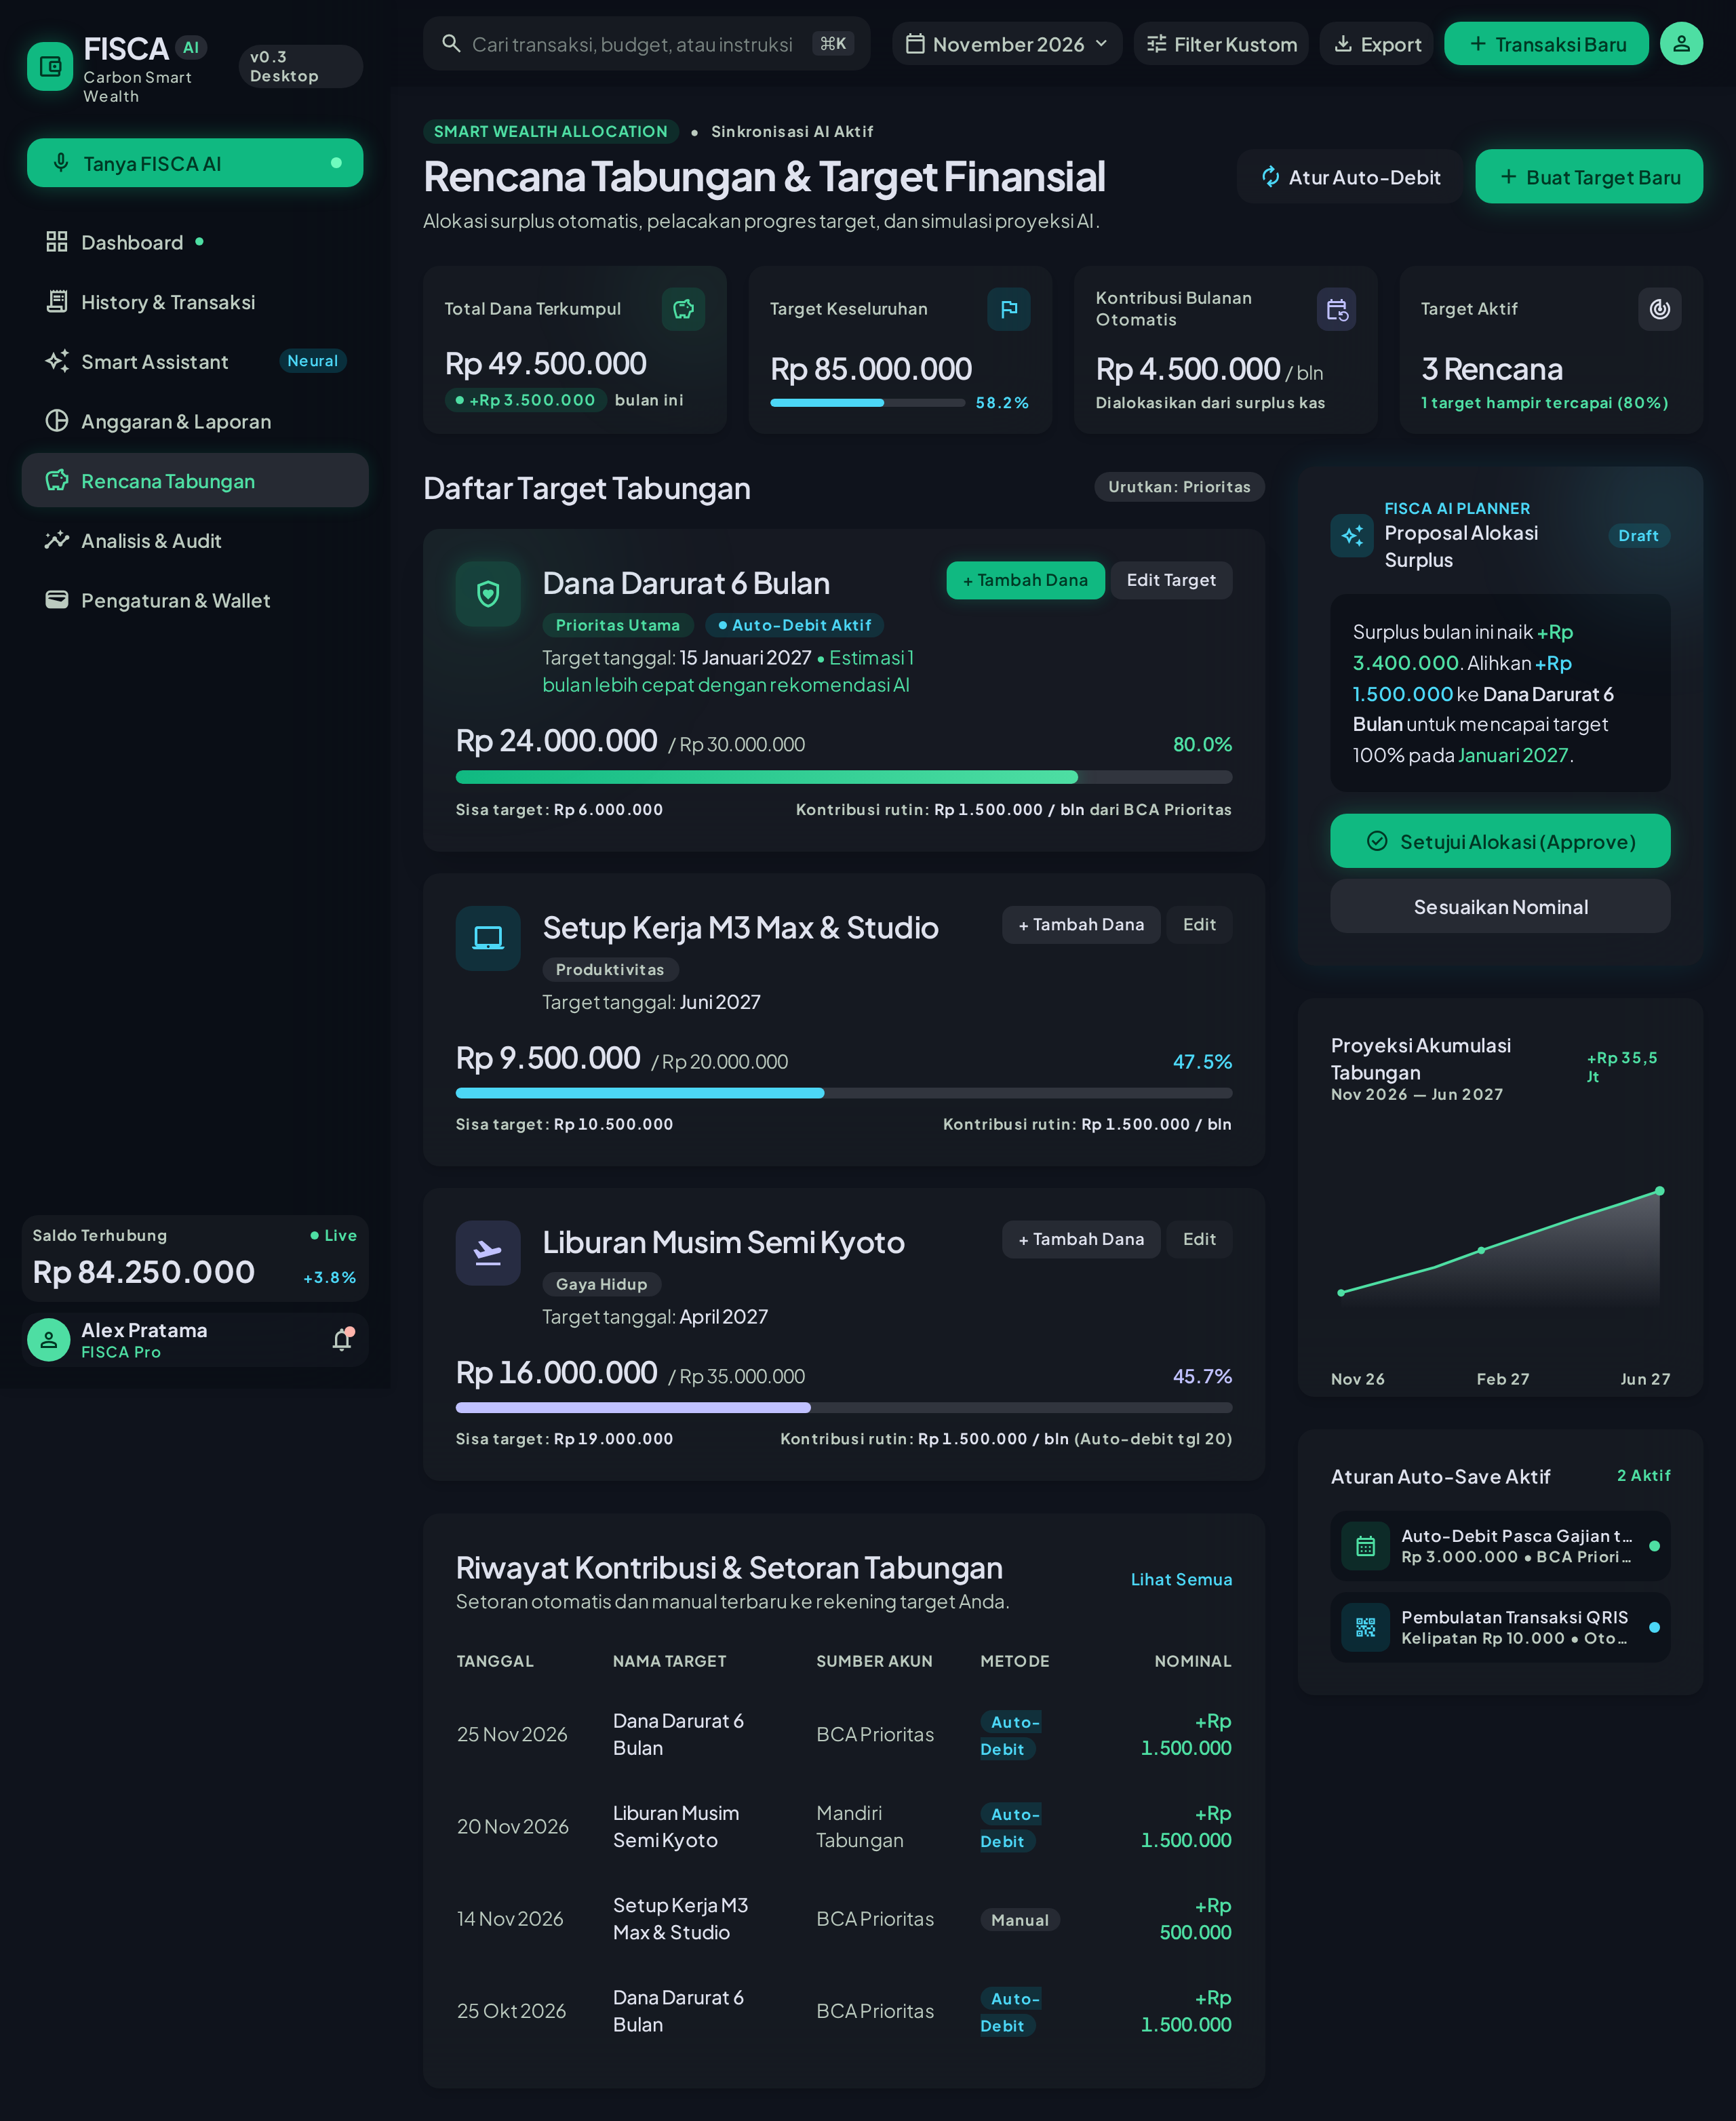 FISCA AI
Carbon Smart
Wealth
v0.3
Desktop
Tanya FISCA AI
Dashboard
History & Transaksi
Smart Assistant
Neural
Anggaran & Laporan
Rencana Tabungan
Analisis & Audit
Pengaturan & Wallet
Saldo Terhubung
Live
Rp 84.250.000
+3.8%
Alex Pratama
FISCA Pro
Cari transaksi, budget, atau instruksi
⌘K
November 2026
Filter Kustom
Export
+ Transaksi Baru
SMART WEALTH ALLOCATION • Sinkronisasi AI Aktif
Rencana Tabungan & Target Finansial
Alokasi surplus otomatis, pelacakan progres target, dan simulasi proyeksi AI.
Atur Auto-Debit
+ Buat Target Baru
Total Dana Terkumpul
Rp 49.500.000
+Rp 3.500.000 bulan ini
Target Keseluruhan
Rp 85.000.000
58.2%
Kontribusi Bulanan
Otomatis
Rp 4.500.000 / bln
Dialokasikan dari surplus kas
Target Aktif
3 Rencana
1 target hampir tercapai (80%)
Daftar Target Tabungan
Urutkan: Prioritas
Dana Darurat 6 Bulan
+ Tambah Dana
Edit Target
Prioritas Utama
Auto-Debit Aktif
Target tanggal: 15 Januari 2027 • Estimasi 1
bulan lebih cepat dengan rekomendasi AI
Rp 24.000.000 / Rp 30.000.000
80.0%
Sisa target: Rp 6.000.000
Kontribusi rutin: Rp 1.500.000 / bln dari BCA Prioritas
Setup Kerja M3 Max & Studio
+ Tambah Dana
Edit
Produktivitas
Target tanggal: Juni 2027
Rp 9.500.000 / Rp 20.000.000
47.5%
Sisa target: Rp 10.500.000
Kontribusi rutin: Rp 1.500.000 / bln
Liburan Musim Semi Kyoto
+ Tambah Dana
Edit
Gaya Hidup
Target tanggal: April 2027
Rp 16.000.000 / Rp 35.000.000
45.7%
Sisa target: Rp 19.000.000
Kontribusi rutin: Rp 1.500.000 / bln (Auto-debit tgl 20)
Riwayat Kontribusi & Setoran Tabungan
Setoran otomatis dan manual terbaru ke rekening target Anda.
Lihat Semua
TANGGAL NAMA TARGET SUMBER AKUN METODE NOMINAL
25 Nov 2026
Dana Darurat 6
Bulan
BCA Prioritas
Auto-
Debit
+Rp
1.500.000
20 Nov 2026
Liburan Musim
Semi Kyoto
Mandiri
Tabungan
Auto-
Debit
+Rp
1.500.000
14 Nov 2026
Setup Kerja M3
Max & Studio
BCA Prioritas
Manual
+Rp
500.000
25 Okt 2026
Dana Darurat 6
Bulan
BCA Prioritas
Auto-
Debit
+Rp
1.500.000
FISCA AI PLANNER
Proposal Alokasi
Surplus
Draft
Surplus bulan ini naik +Rp
3.400.000. Alihkan +Rp
1.500.000 ke Dana Darurat 6
Bulan untuk mencapai target
100% pada Januari 2027.
Setujui Alokasi (Approve)
Sesuaikan Nominal
Proyeksi Akumulasi
Tabungan
Nov 2026 — Jun 2027
+Rp 35,5
Jt
Nov 26 Feb 27 Jun 27
Aturan Auto-Save Aktif
2 Aktif
Auto-Debit Pasca Gajian t...
Rp 3.000.000 • BCA Priori...
Pembulatan Transaksi QRIS
Kelipatan Rp 10.000 • Oto...